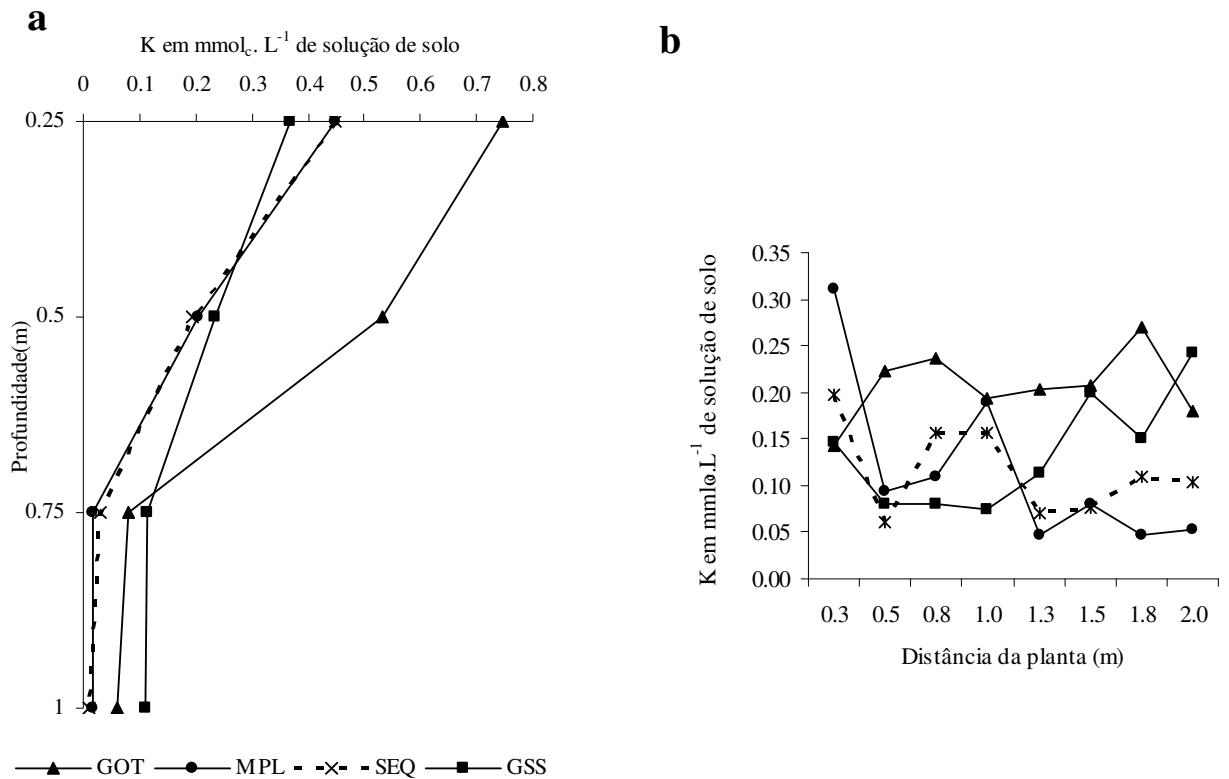 a
K em mmolc. L-1 de solução de solo
0 0.1 0.2 0.3 0.4 0.5 0.6 0.7 0.8
0.25
0.5
0.75
1
Profundidade(m)
GOT MPL SEQ GSS
b
K em mmlo.L-1 de solução de solo
0.35
0.30
0.25
0.20
0.15
0.10
0.05
0.00
0.3 0.5 0.8 1.0 1.3 1.5 1.8 2.0
Distância da planta (m)